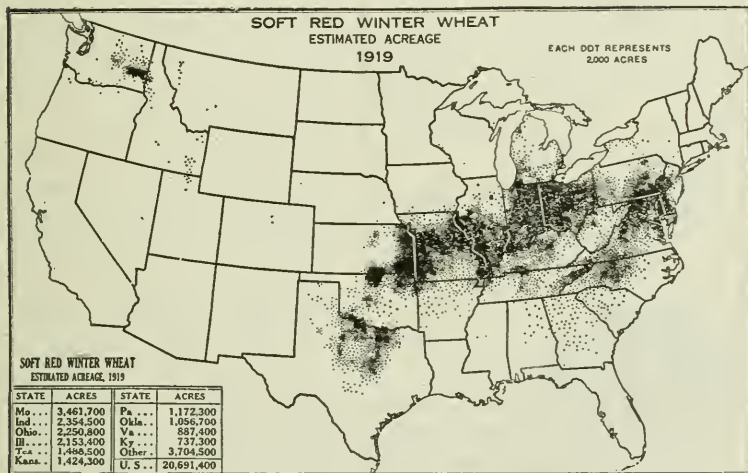 SOFT RED WINTER WHEAT
ESTIMATED ACREAGE
1919
EACH DOT REPRESENTS
2,000 ACRES
SOFT RED WINTER WHEAT
ESTIMATED ACREAGE, 1919
STATE ACRES STATE ACRES
Mo... 3,461,700 Pa... 1,172,300
Ind.... 2,354,500 Okla.. 1,056,700
Ohio.. 2,250,800 Va... 887,400
Ill.... 2,153,400 Ky... 737,300
Tex... 1,488,500 Other. 3,704,500
Kans.. 1,424,300 U.S.. 20,691,400